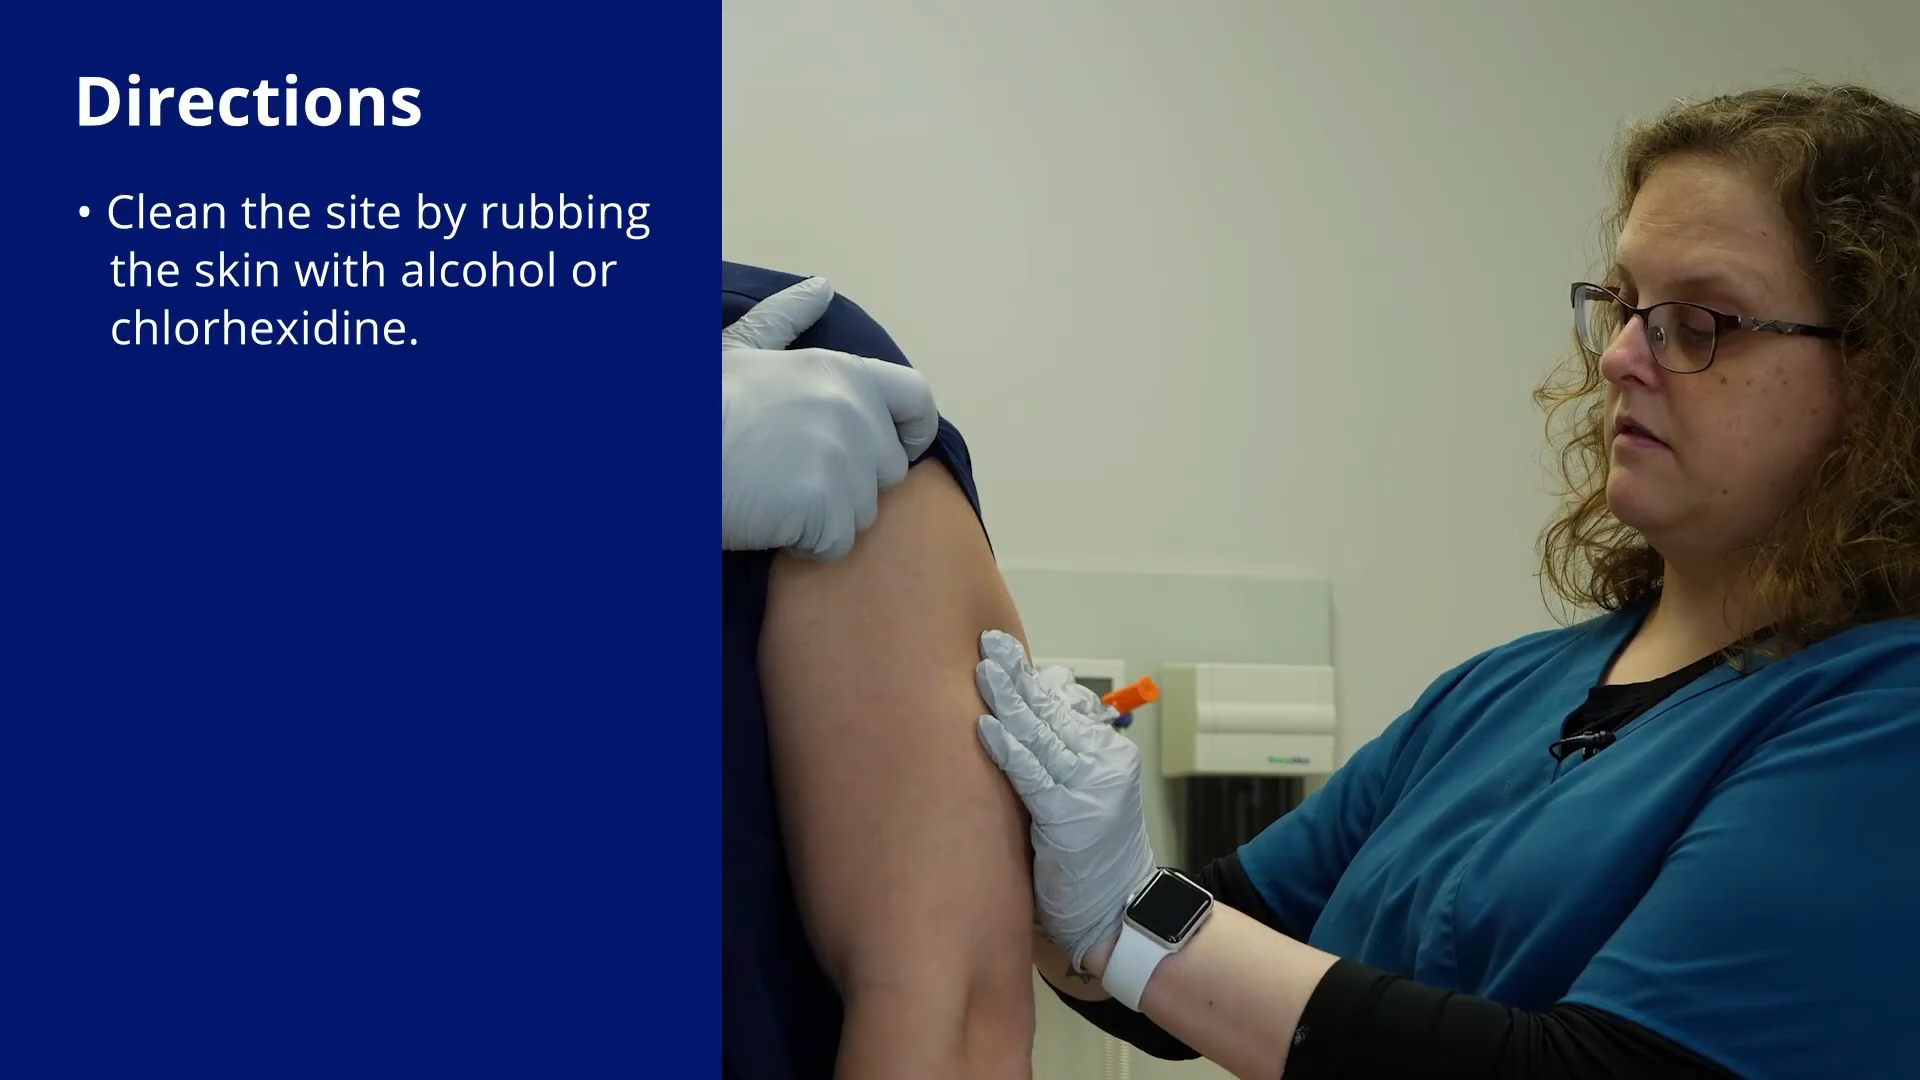 Directions
• Clean the site by rubbing
the skin with alcohol or
chlorhexidine.